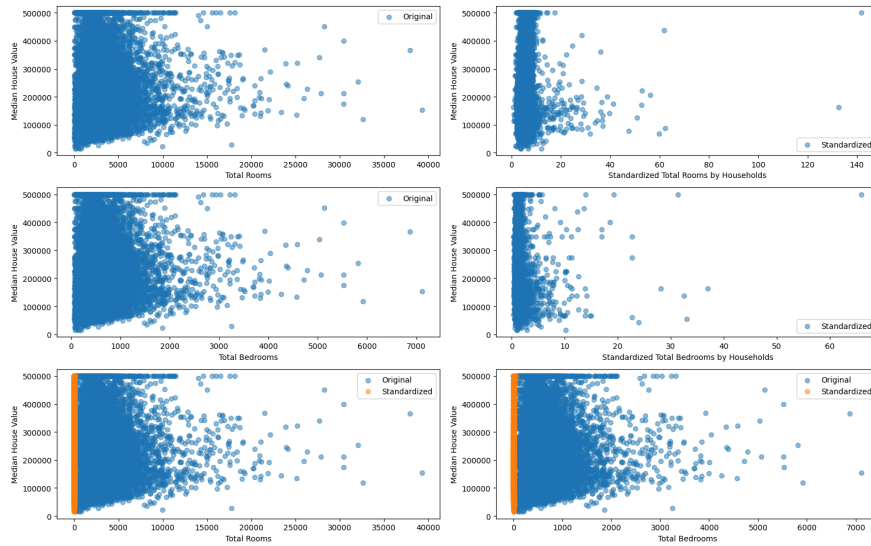 500000
400000
300000
200000
100000
0
Median House Value
Original
0 5000 10000 15000 20000 25000 30000 35000 40000
Total Rooms
500000
400000
300000
200000
100000
0
Median House Value
Standardized
0 20 40 60 80 100 120 140
Standardized Total Rooms by Households
500000
400000
300000
200000
100000
0
Median House Value
Original
0 1000 2000 3000 4000 5000 6000 7000
Total Bedrooms
500000
400000
300000
200000
100000
0
Median House Value
Standardized
0 10 20 30 40 50 60
Standardized Total Bedrooms by Households
500000
400000
300000
200000
100000
0
Median House Value
Original
Standardized
0 5000 10000 15000 20000 25000 30000 35000 40000
Total Rooms
500000
400000
300000
200000
100000
0
Median House Value
Original
Standardized
0 1000 2000 3000 4000 5000 6000 7000
Total Bedrooms